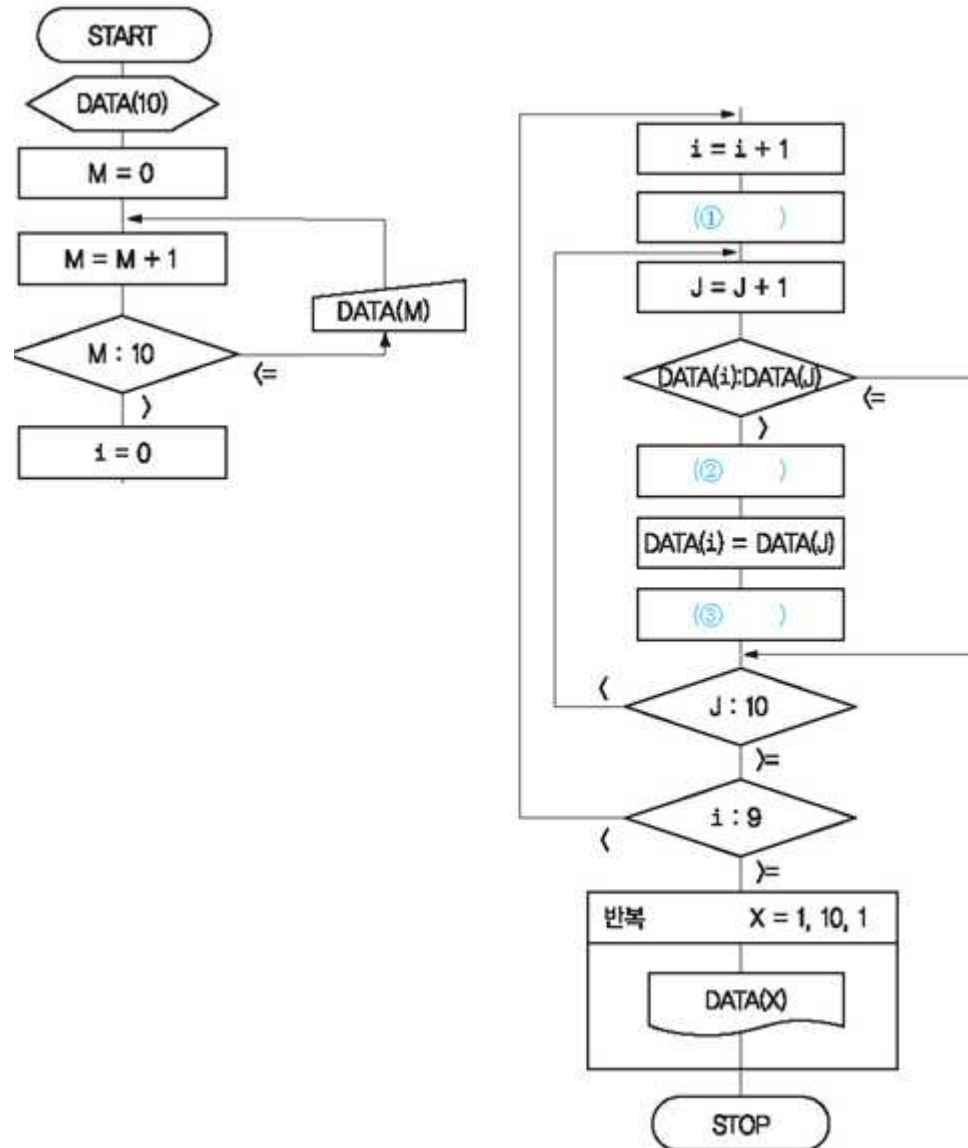 START
DATA(10)
M = 0
M = M + 1
DATA(M)
M : 10
<=
>
i = 0
i = i + 1
(① )
J = J + 1
DATA(i):DATA(J)
<=
>
(② )
DATA(i) = DATA(J)
(③ )
<
J : 10
>=
i : 9
<
>=
반복 X = 1, 10, 1
DATA(X)
STOP